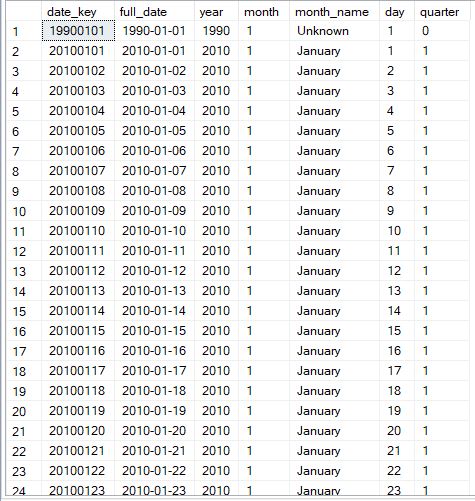 date_key full_date year month month_name day quarter
1 19900101 1990-01-01 1990 1 Unknown 1 0
2 20100101 2010-01-01 2010 1 January 1 1
3 20100102 2010-01-02 2010 1 January 2 1
4 20100103 2010-01-03 2010 1 January 3 1
5 20100104 2010-01-04 2010 1 January 4 1
6 20100105 2010-01-05 2010 1 January 5 1
7 20100106 2010-01-06 2010 1 January 6 1
8 20100107 2010-01-07 2010 1 January 7 1
9 20100108 2010-01-08 2010 1 January 8 1
10 20100109 2010-01-09 2010 1 January 9 1
11 20100110 2010-01-10 2010 1 January 10 1
12 20100111 2010-01-11 2010 1 January 11 1
13 20100112 2010-01-12 2010 1 January 12 1
14 20100113 2010-01-13 2010 1 January 13 1
15 20100114 2010-01-14 2010 1 January 14 1
16 20100115 2010-01-15 2010 1 January 15 1
17 20100116 2010-01-16 2010 1 January 16 1
18 20100117 2010-01-17 2010 1 January 17 1
19 20100118 2010-01-18 2010 1 January 18 1
20 20100119 2010-01-19 2010 1 January 19 1
21 20100120 2010-01-20 2010 1 January 20 1
22 20100121 2010-01-21 2010 1 January 21 1
23 20100122 2010-01-22 2010 1 January 22 1
24 20100123 2010-01-23 2010 1 January 23 1